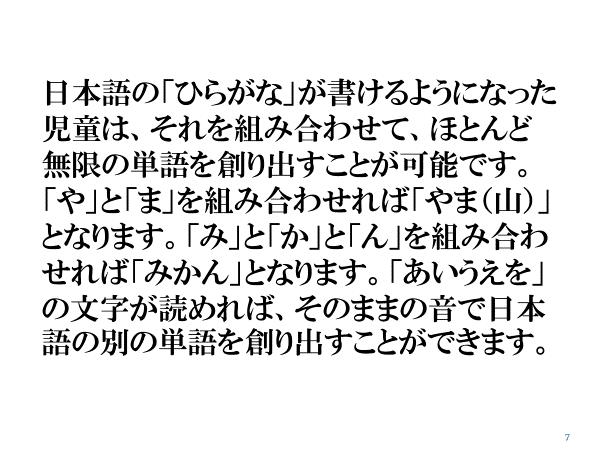 日本語の「ひらがな」が書けるようになった
児童は、それを組み合わせて、ほとんど
無限の単語を創り出すことが可能です。
「や」と「ま」を組み合わせれば「やま（山）」
となります。「み」と「か」と「ん」を組み合わ
せれば「みかん」となります。「あいうえを」
の文字が読めれば、そのままの音で日本
語の別の単語を創り出すことができます。
7